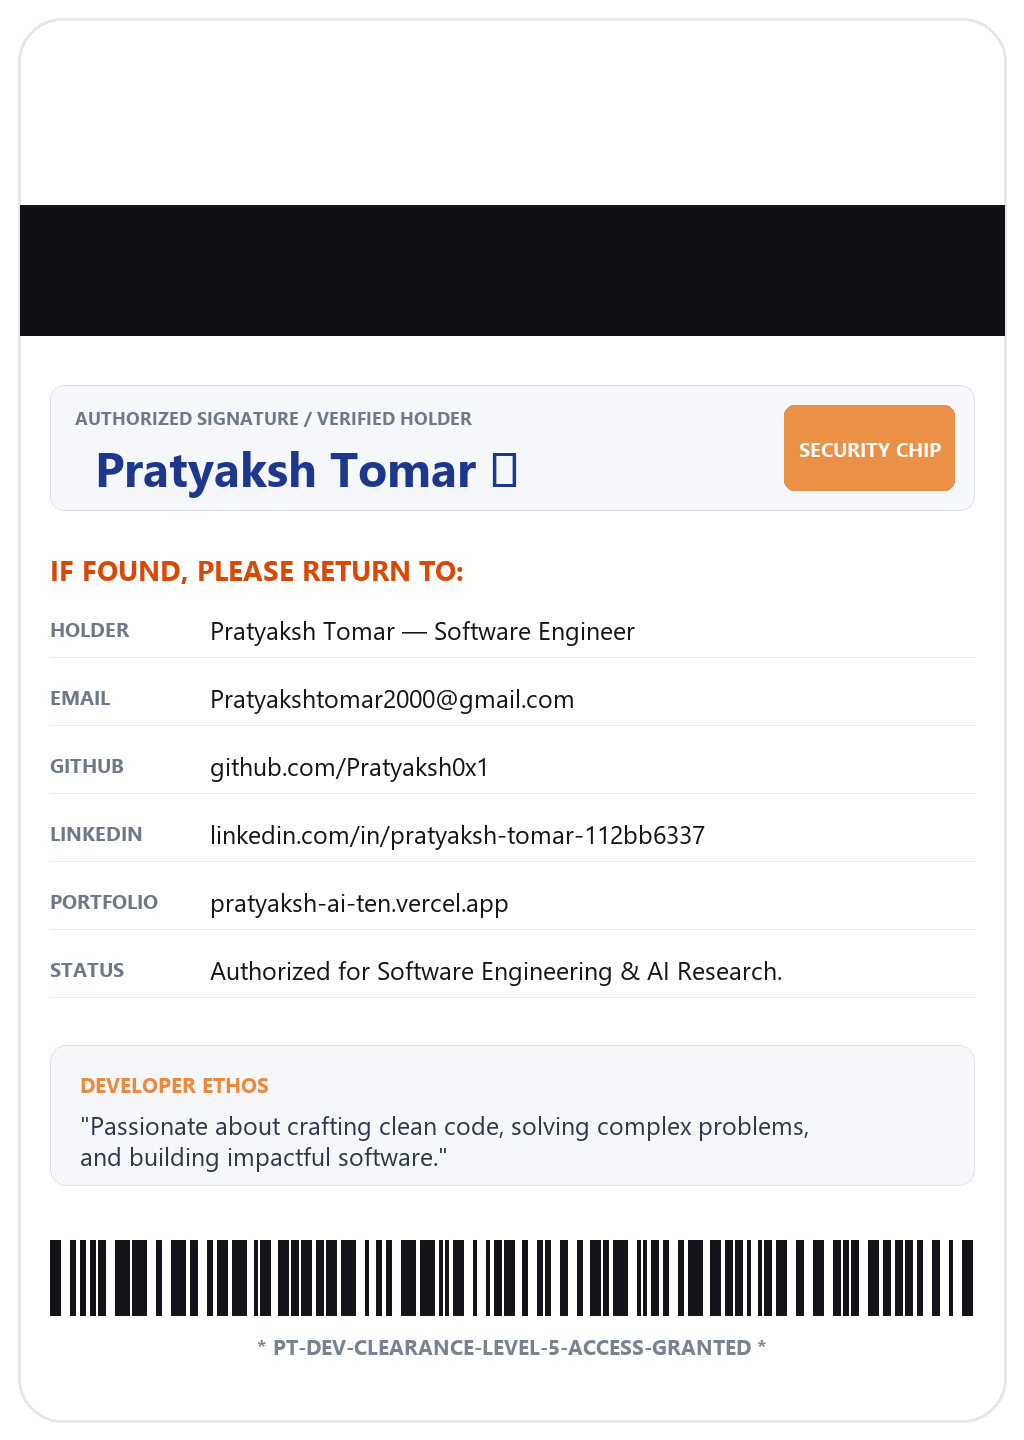 AUTHORIZED SIGNATURE / VERIFIED HOLDER
Pratyaksh Tomar
SECURITY CHIP
IF FOUND, PLEASE RETURN TO:
HOLDER Pratyaksh Tomar — Software Engineer
EMAIL Pratyakshtomar2000@gmail.com
GITHUB github.com/Pratyaksh0x1
LINKEDIN linkedin.com/in/pratyaksh-tomar-112bb6337
PORTFOLIO pratyaksh-ai-ten.vercel.app
STATUS Authorized for Software Engineering & AI Research.
DEVELOPER ETHOS
"Passionate about crafting clean code, solving complex problems,
and building impactful software."
* PT-DEV-CLEARANCE-LEVEL-5-ACCESS-GRANTED *